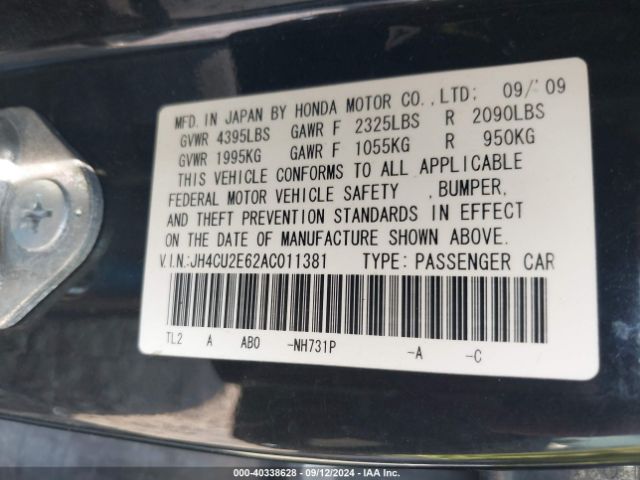 MFD. IN JAPAN BY HONDA MOTOR CO.,LTD: 09/'09
GVWR 4395LBS GAWR F 2325LBS R 2090LBS
GVWR 1995KG GAWR F 1055KG R 950KG
THIS VEHICLE CONFORMS TO ALL APPLICABLE
FEDERAL MOTOR VEHICLE SAFETY ,BUMPER,
AND THEFT PREVENTION STANDARDS IN EFFECT
ON THE DATE OF MANUFACTURE SHOWN ABOVE.
V.I.N:JH4CU2E62AC011381 TYPE:PASSENGER CAR
TL2 A ABO -NH731P -A -C
000-40338628 - 09/12/2024 - IAA Inc.